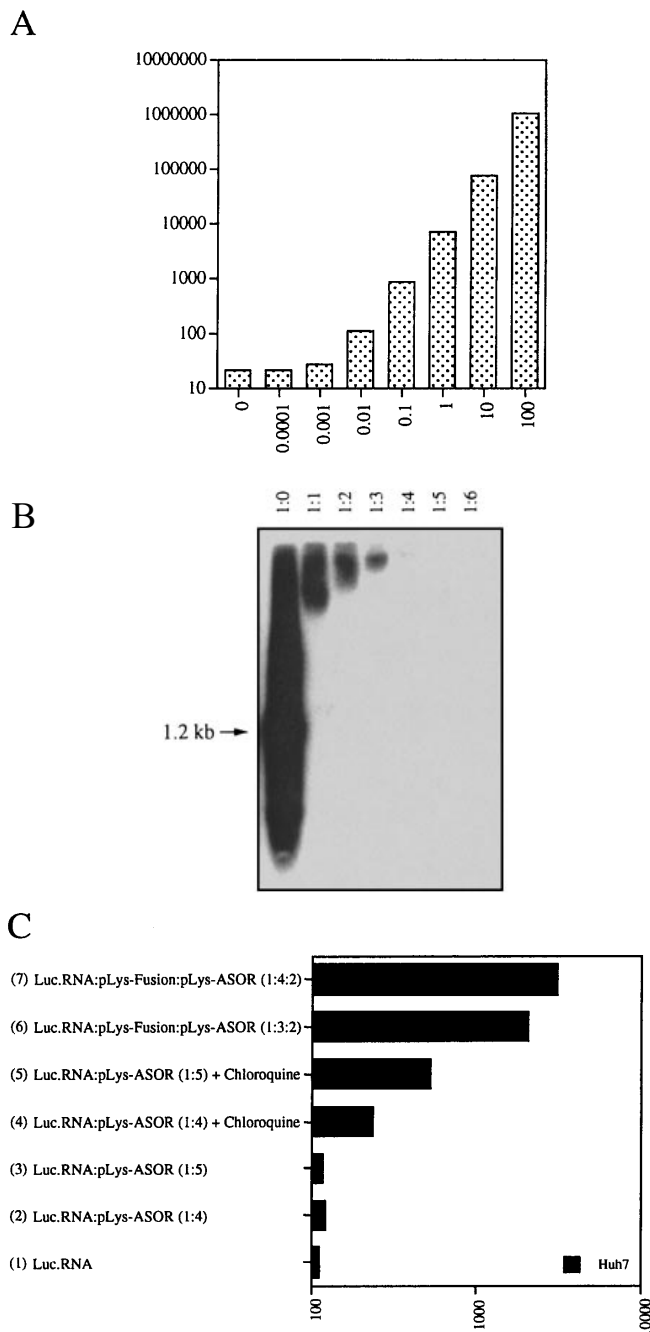 A
10000000
1000000
100000
10000
1000
100
10
0
0.0001
0.001
0.01
0.1
1
10
100
B
1:0
1:1
1:2
1:3
1:4
1:5
1:6
1.2 kb
C
(7) Luc.RNA:pLys-Fusion:pLys-ASOR (1:4:2)
(6) Luc.RNA:pLys-Fusion:pLys-ASOR (1:3:2)
(5) Luc.RNA:pLys-ASOR (1:5) + Chloroquine
(4) Luc.RNA:pLys-ASOR (1:4) + Chloroquine
(3) Luc.RNA:pLys-ASOR (1:5)
(2) Luc.RNA:pLys-ASOR (1:4)
(1) Luc.RNA
Huh7
100
1000
0000